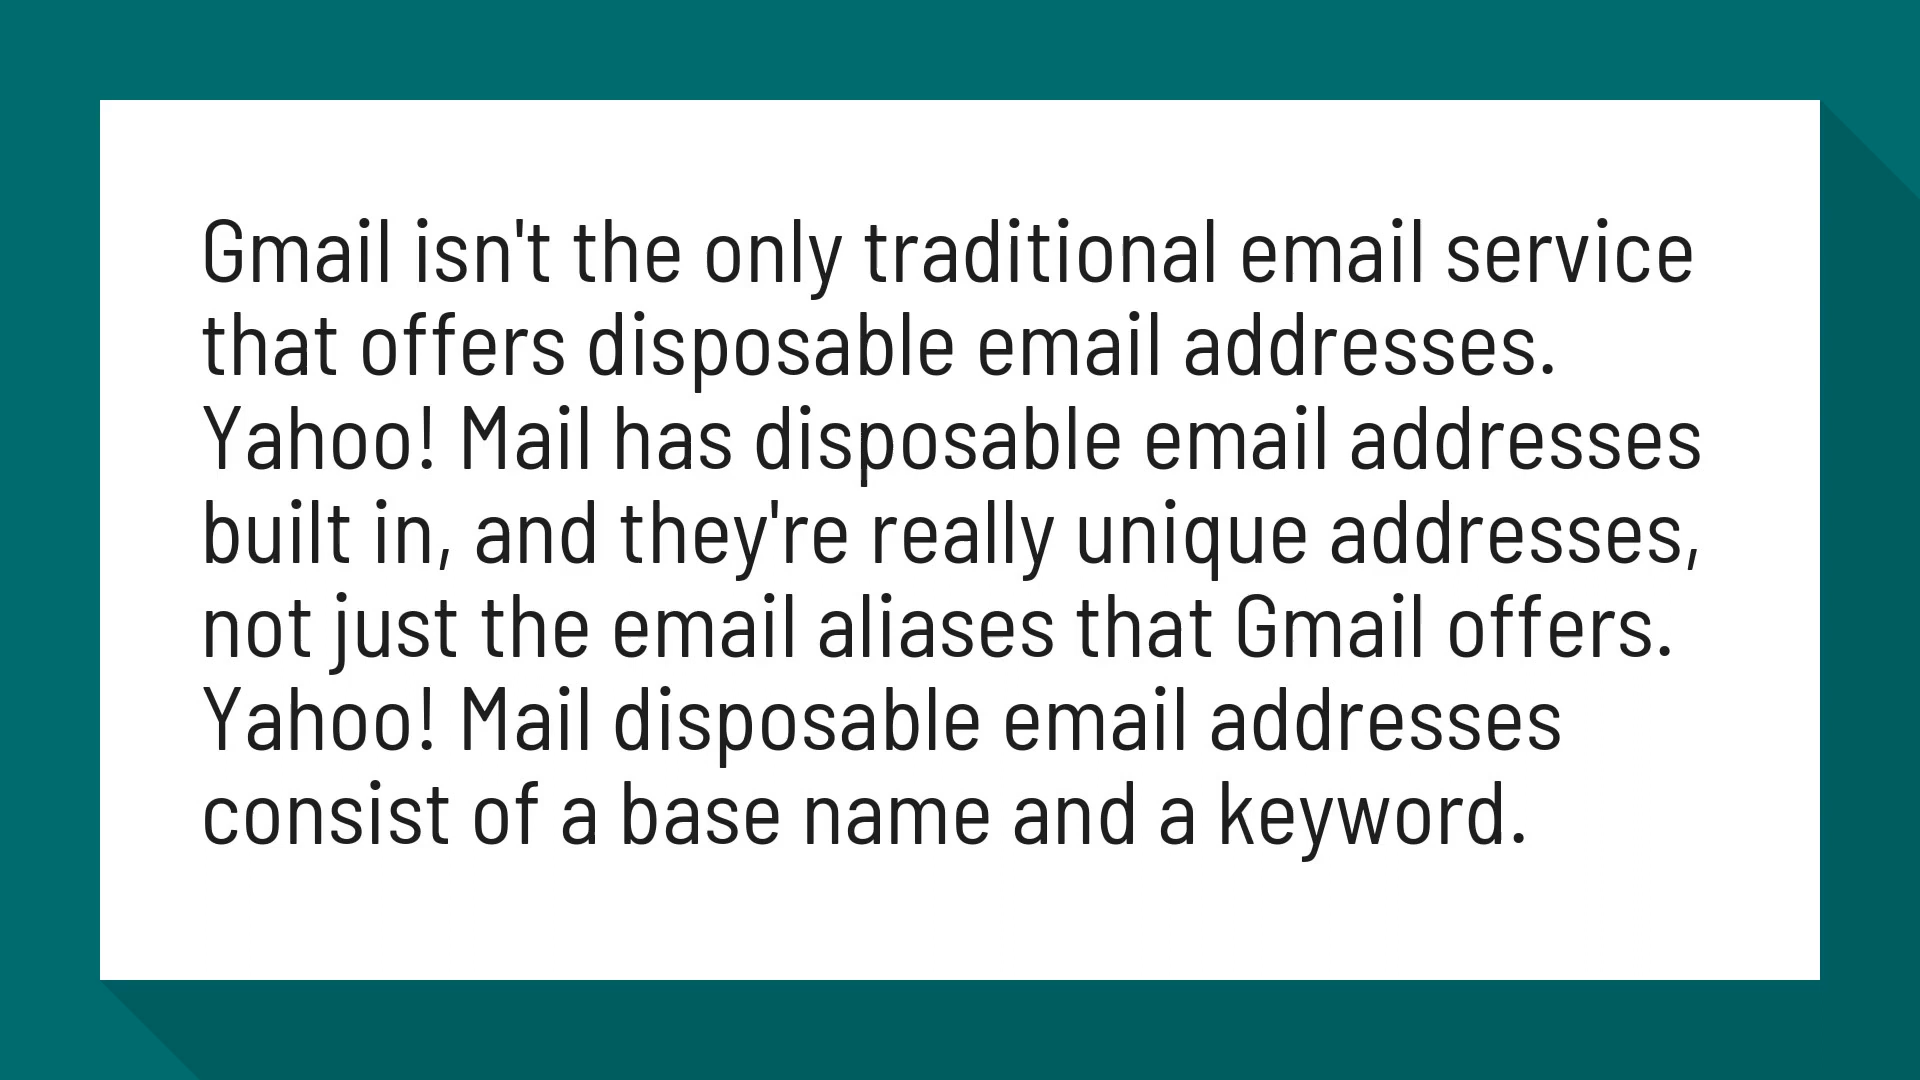 Gmail isn't the only traditional email service
that offers disposable email addresses.
Yahoo! Mail has disposable email addresses
built in, and they're really unique addresses,
not just the email aliases that Gmail offers.
Yahoo! Mail disposable email addresses
consist of a base name and a keyword.